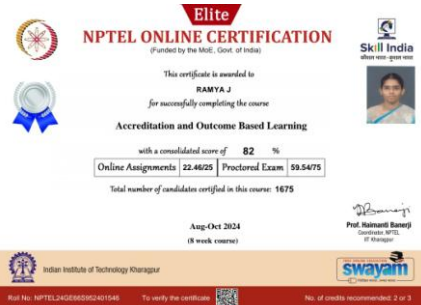 Elite
NPTEL ONLINE CERTIFICATION
(Funded by the MoE, Govt. of India)
Skill India
कौशल भारत - कुशल भारत
This certificate is awarded to
RAMYA J
for successfully completing the course
Accreditation and Outcome Based Learning
with a consolidated score of 82 %
Online Assignments 22.46/25 Proctored Exam 59.54/75
Total number of candidates certified in this course: 1675
Aug-Oct 2024
(8 week course)
Prof. Haimanti Banerji
Coordinator, NPTEL
IIT Kharagpur
Indian Institute of Technology Kharagpur
swayam
Roll No: NPTEL24GE66S952401546 To verify the certificate No. of credits recommended: 2 or 3